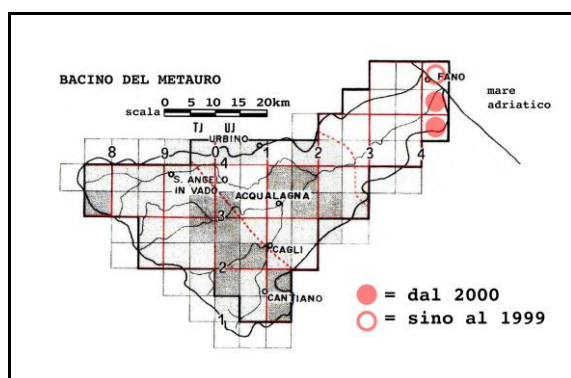 BACINO DEL METAURO
0 5 10 15 20km
scala
TJ UJ
FANO
mare
adriatico
URBINO
8 9 0 1 2 3 4
4
S. ANGELO
IN VADO
ACQUALAGNA
3
CAGLI
2
CANTIANO
1
= dal 2000
= sino al 1999